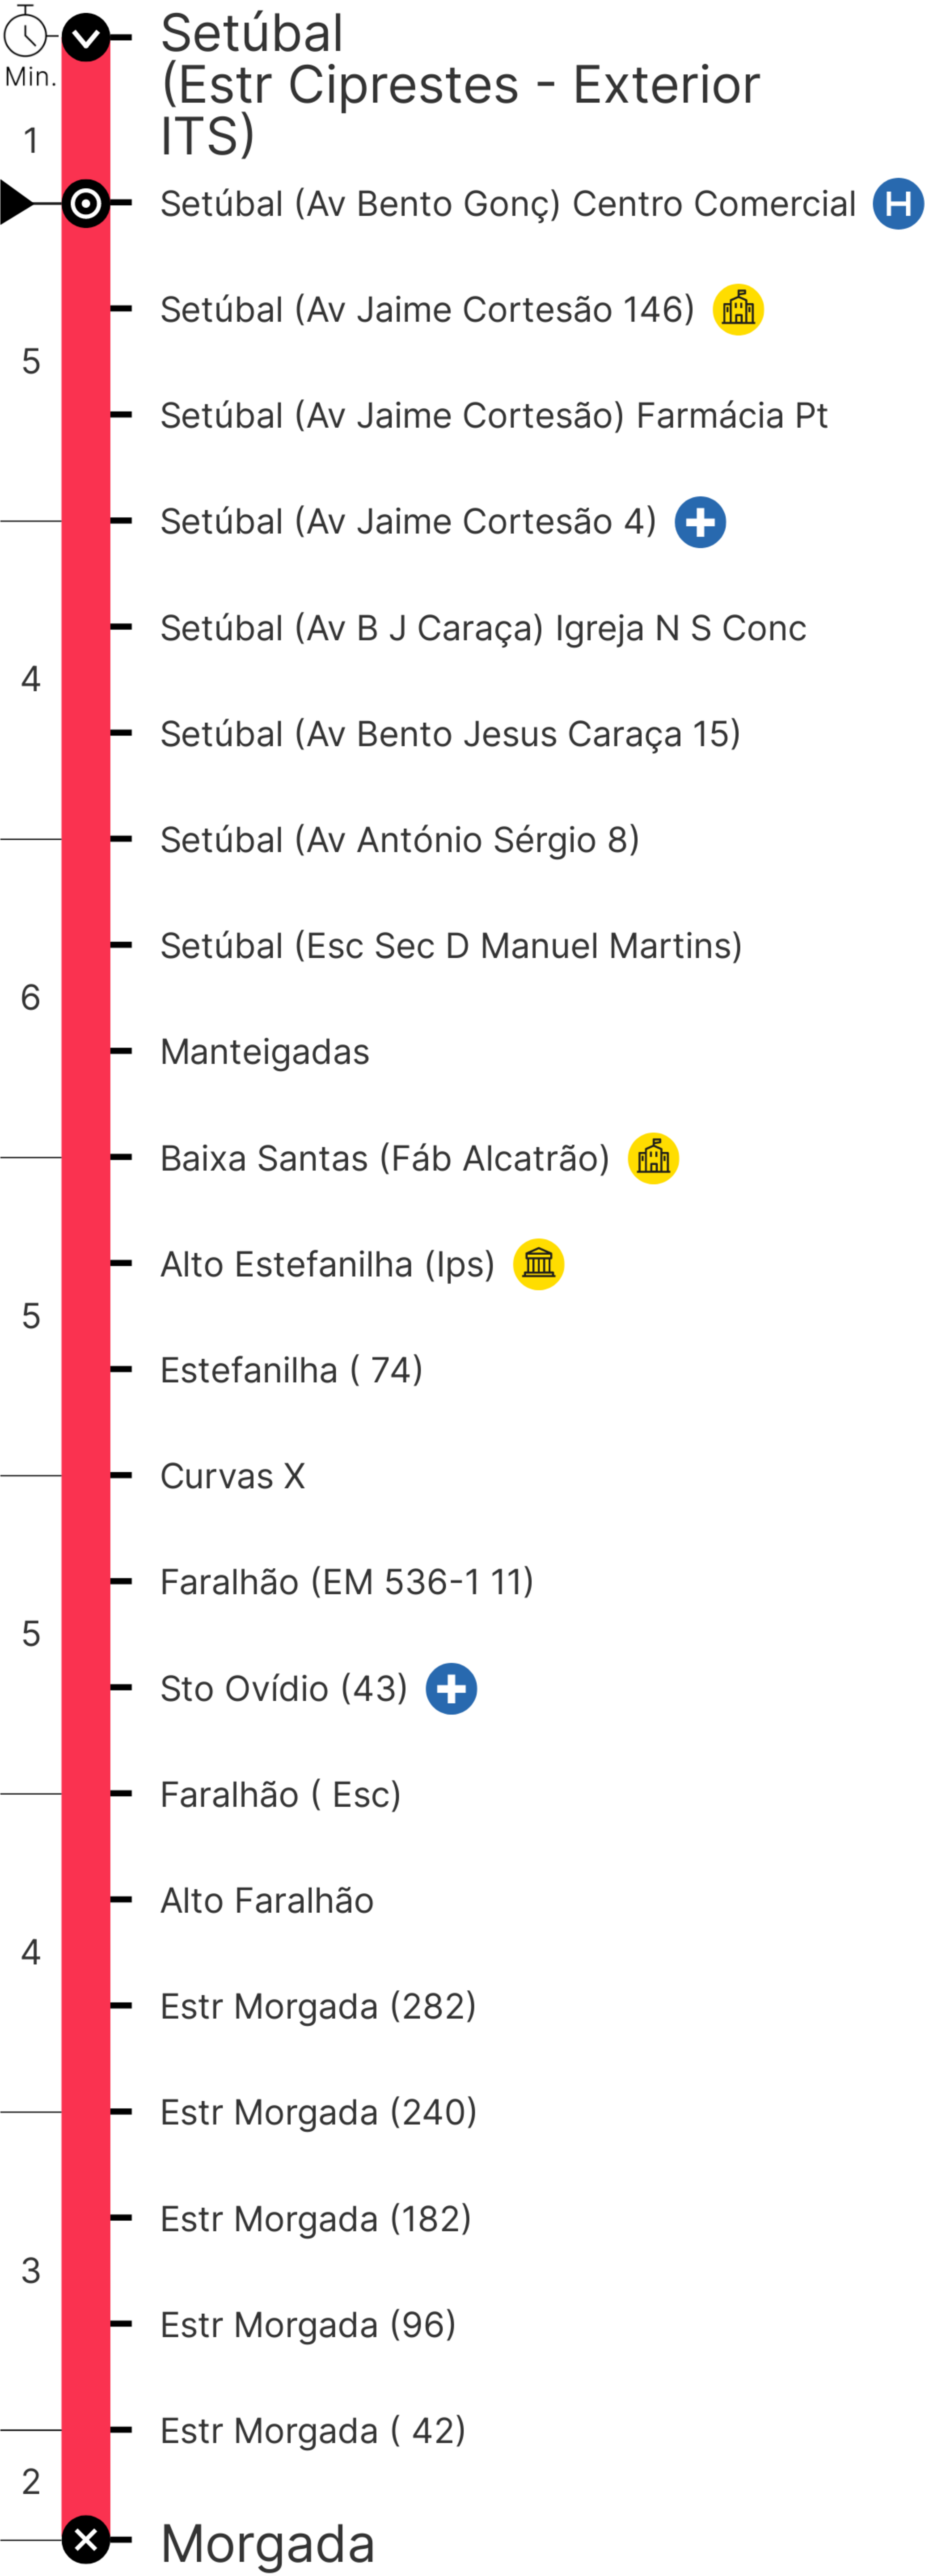 Min.
Setúbal
(Estr Ciprestes - Exterior
ITS)
1
Setúbal (Av Bento Gonç) Centro Comercial H
Setúbal (Av Jaime Cortesão 146)
5
Setúbal (Av Jaime Cortesão) Farmácia Pt
Setúbal (Av Jaime Cortesão 4)
Setúbal (Av B J Caraça) Igreja N S Conc
4
Setúbal (Av Bento Jesus Caraça 15)
Setúbal (Av António Sérgio 8)
Setúbal (Esc Sec D Manuel Martins)
6
Manteigadas
Baixa Santas (Fáb Alcatrão)
Alto Estefanilha (Ips)
5
Estefanilha ( 74)
Curvas X
Faralhão (EM 536-1 11)
5
Sto Ovídio (43)
Faralhão ( Esc)
Alto Faralhão
4
Estr Morgada (282)
Estr Morgada (240)
Estr Morgada (182)
3
Estr Morgada (96)
Estr Morgada ( 42)
2
Morgada